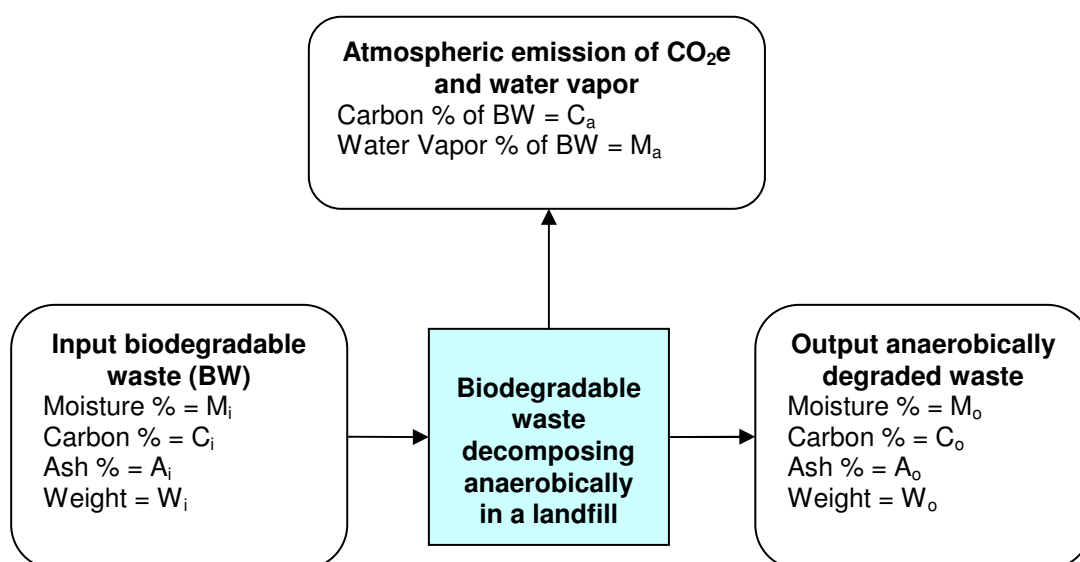 Atmospheric emission of CO₂e
and water vapor
Carbon % of BW = Cₐ
Water Vapor % of BW = Mₐ
Input biodegradable
waste (BW)
Moisture % = Mᵢ
Carbon % = Cᵢ
Ash % = Aᵢ
Weight = Wᵢ
Biodegradable
waste
decomposing
anaerobically
in a landfill
Output anaerobically
degraded waste
Moisture % = Mₒ
Carbon % = Cₒ
Ash % = Aₒ
Weight = Wₒ